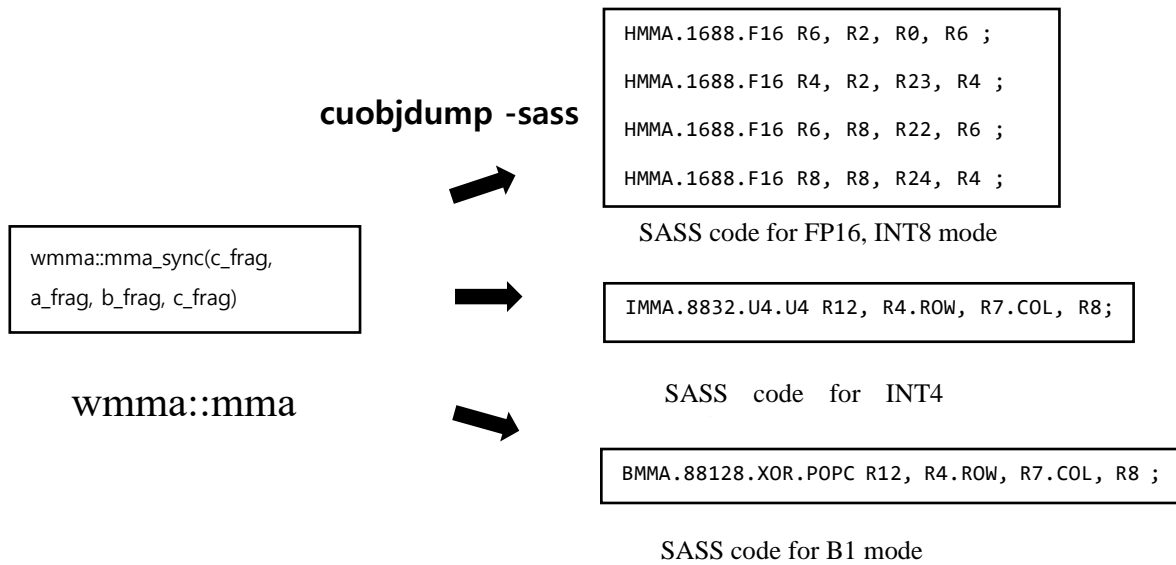 cuobjdump -sass
HMMA.1688.F16 R6, R2, R0, R6 ;
HMMA.1688.F16 R4, R2, R23, R4 ;
HMMA.1688.F16 R6, R8, R22, R6 ;
HMMA.1688.F16 R8, R8, R24, R4 ;
SASS code for FP16, INT8 mode
wmma::mma_sync(c_frag,
a_frag, b_frag, c_frag)
wmma::mma
IMMA.8832.U4.U4 R12, R4.ROW, R7.COL, R8;
SASS code for INT4
BMMA.88128.XOR.POPC R12, R4.ROW, R7.COL, R8 ;
SASS code for B1 mode